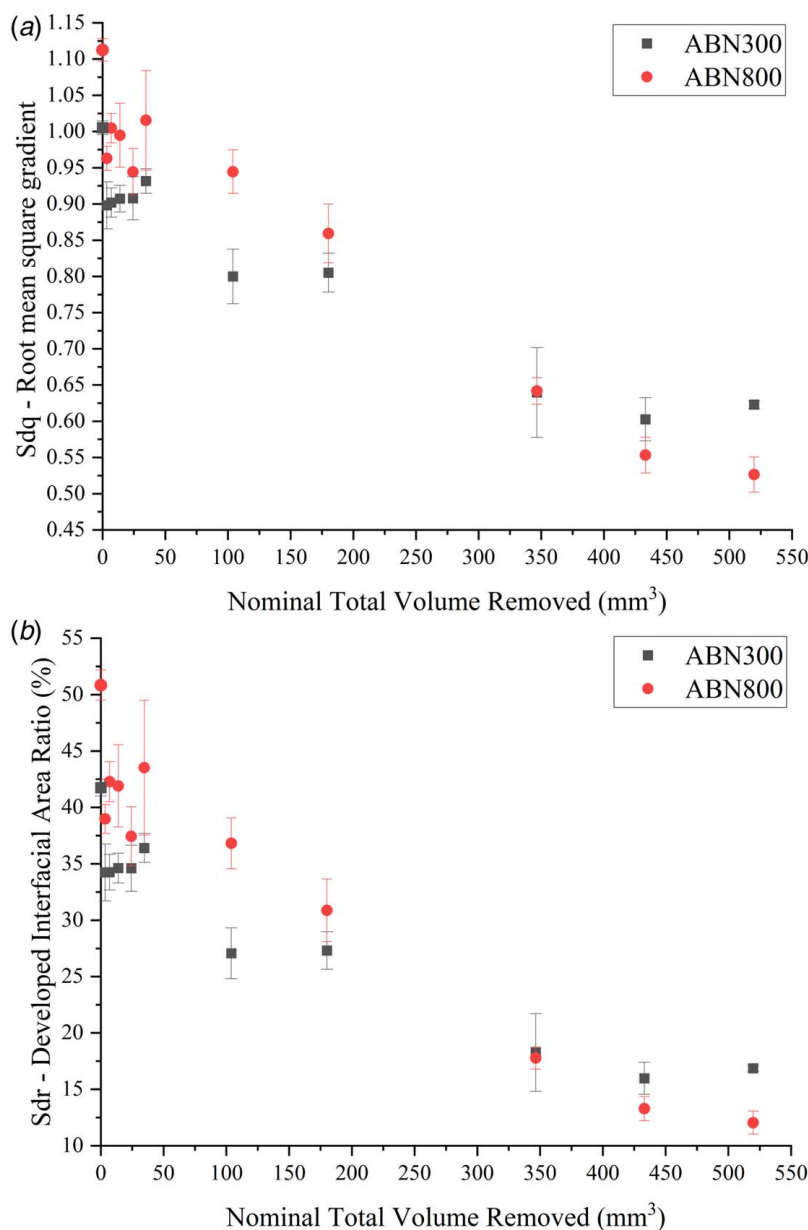 (a)
1.15
1.10
1.05
1.00
0.95
0.90
0.85
0.80
0.75
0.70
0.65
0.60
0.55
0.50
0.45
Sdq - Root mean square gradient
ABN300
ABN800
0 50 100 150 200 250 300 350 400 450 500 550
Nominal Total Volume Removed (mm³)
(b)
55
50
45
40
35
30
25
20
15
10
Sdr - Developed Interfacial Area Ratio (%)
ABN300
ABN800
0 50 100 150 200 250 300 350 400 450 500 550
Nominal Total Volume Removed (mm³)